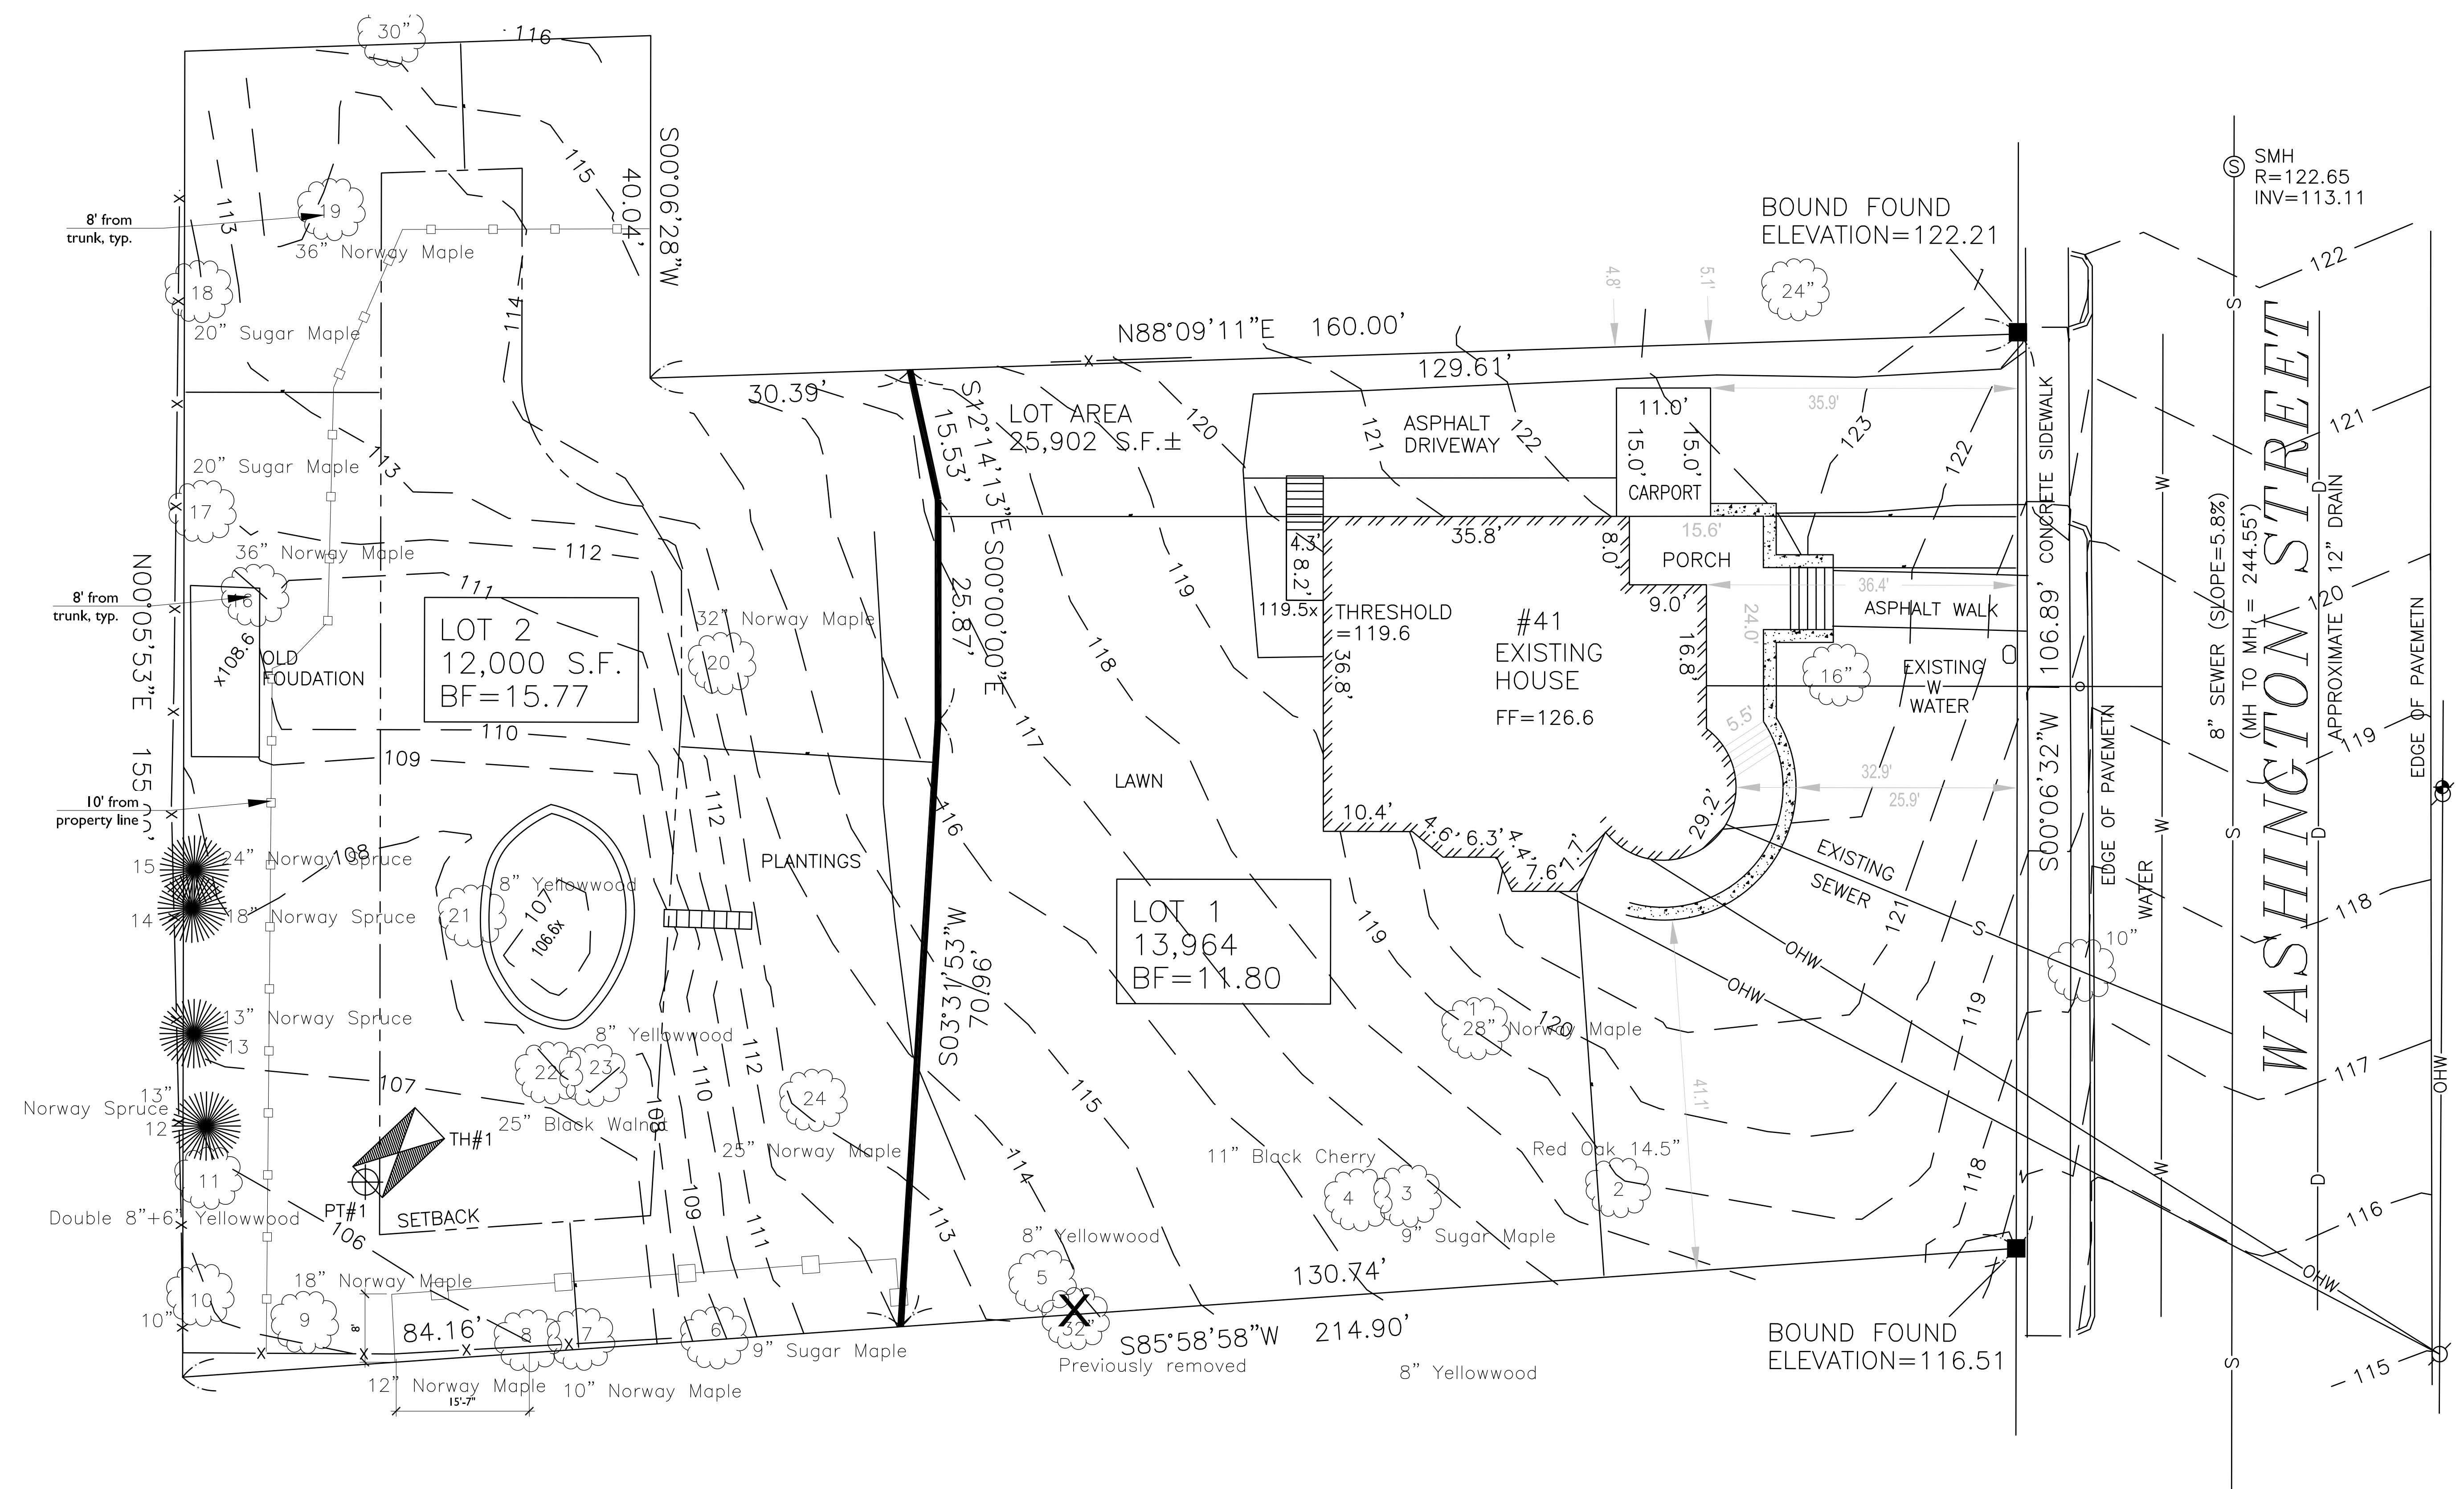 30”
116
SMH
R=122.65
INV=113.11
S00°06’28”W
40.04’
115
BOUND FOUND
ELEVATION=122.21
8' from
trunk, typ.
19
113
36” Norway Maple
18
20” Sugar Maple
114
4.8'
5.1'
24”
122
N88°09’11”E 160.00’
129.61’
30.39’
S12°14’13”E
15.53’
LOT AREA
25,902 S.F.±
120
121
ASPHALT
DRIVEWAY
122
11.0’
15.0’
15.0’
CARPORT
35.9'
123
122
CONCRETE SIDEWALK
121
113
20” Sugar Maple
17
36” Norway Maple
112
111
16
8' from
trunk, typ.
N00°05’53”E
x108.6
OLD
FOUDATION
LOT 2
12,000 S.F.
BF=15.77
32” Norway Maple
20
S00°00’00”E
25.87’
119
118
4.3’
8.2’
119.5x
35.8’
8.0’
15.6'
PORCH
9.0’
THRESHOLD
=119.6
36.8’
#41
EXISTING
HOUSE
FF=126.6
16.8’
24.0'
36.4'
ASPHALT WALK
16”
EXISTING
W
WATER
106.89’
S00°06’32”W
EDGE OF PAVEMETN
WATER
W
8” SEWER (SLOPE=5.8%)
(MH TO MH, = 244.55’)
WASHINGTON STREET
APPROXIMATE 12” DRAIN
120
EDGE OF PAVEMETN
119
110
109
117
5.5'
32.9'
25.9'
LAWN
10' from
property line
112
116
10.4’
4.6’
6.3’
4.4’
7.6’
7.7’
29.2’
15
24” Norway Spruce
108
PLANTINGS
EXISTING
SEWER
S
14
18” Norway Spruce
21
8” Yellowwood
107
106.6x
LOT 1
13,964
BF=11.80
119
121
118
S03°31’53”W
70.96’
OHW
OHW
10”
13” Norway Spruce
13
8” Yellowwood
1
28” Norway Maple
120
119
117
OHW
107
22
23
25” Black Walnut
108
110
112
24
25” Norway Maple
115
41.1'
13”
Norway Spruce
12
TH#1
11
PT#1
Double 8”+6” Yellowwood
106
SETBACK
109
111
113
114
11” Black Cherry
4
3
9” Sugar Maple
Red Oak 14.5”
2
118
116
8” Yellowwood
5
32”
Previously removed
10
10”
18” Norway Maple
9
8'
84.16’
8
7
6
9” Sugar Maple
12” Norway Maple
10” Norway Maple
15'-7"
130.74’
S85°58’58”W 214.90’
8” Yellowwood
BOUND FOUND
ELEVATION=116.51
OHW
115